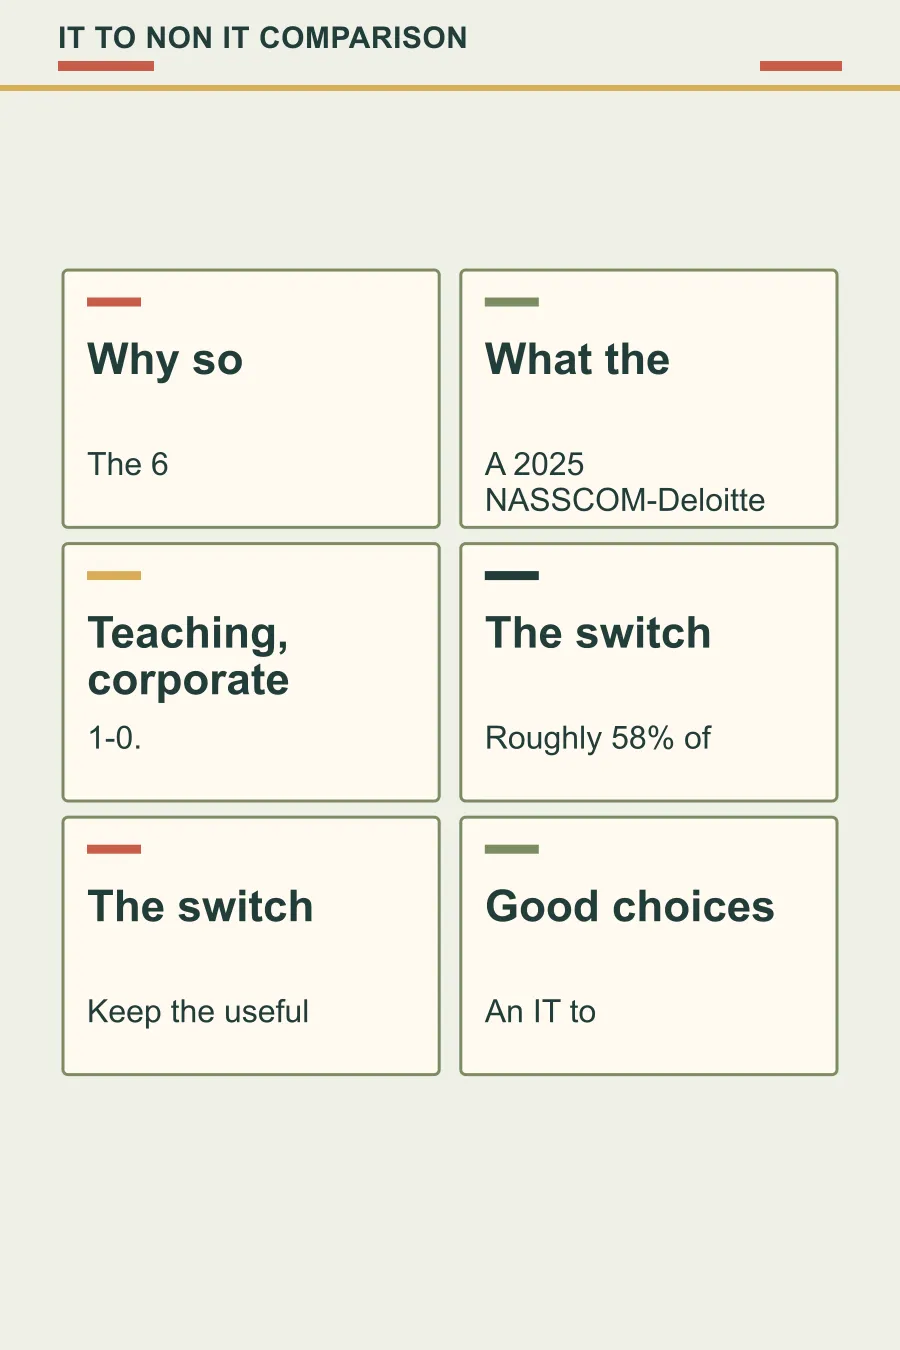 IT TO NON IT COMPARISON
Why so
The 6
What the
A 2025
NASSCOM-Deloitte
Teaching,
corporate
1-0.
The switch
Roughly 58% of
The switch
Keep the useful
Good choices
An IT to